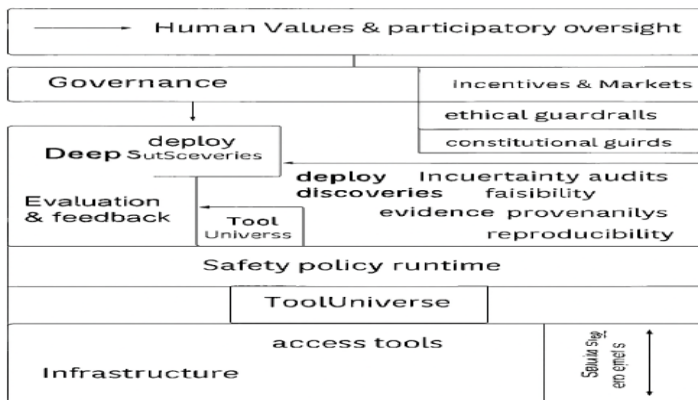 Human Values & participatory oversight
Governance
incentives & Markets
ethical guardralls
constitutional guirds
deploy
Deep SutSceveries
deploy Incuertainty audits
discoveries faisibility
Evaluation
& feedback
evidence provenanilys
Tool
Universs
reproducibility
Safety policy runtime
ToolUniverse
access tools
Infrastructure